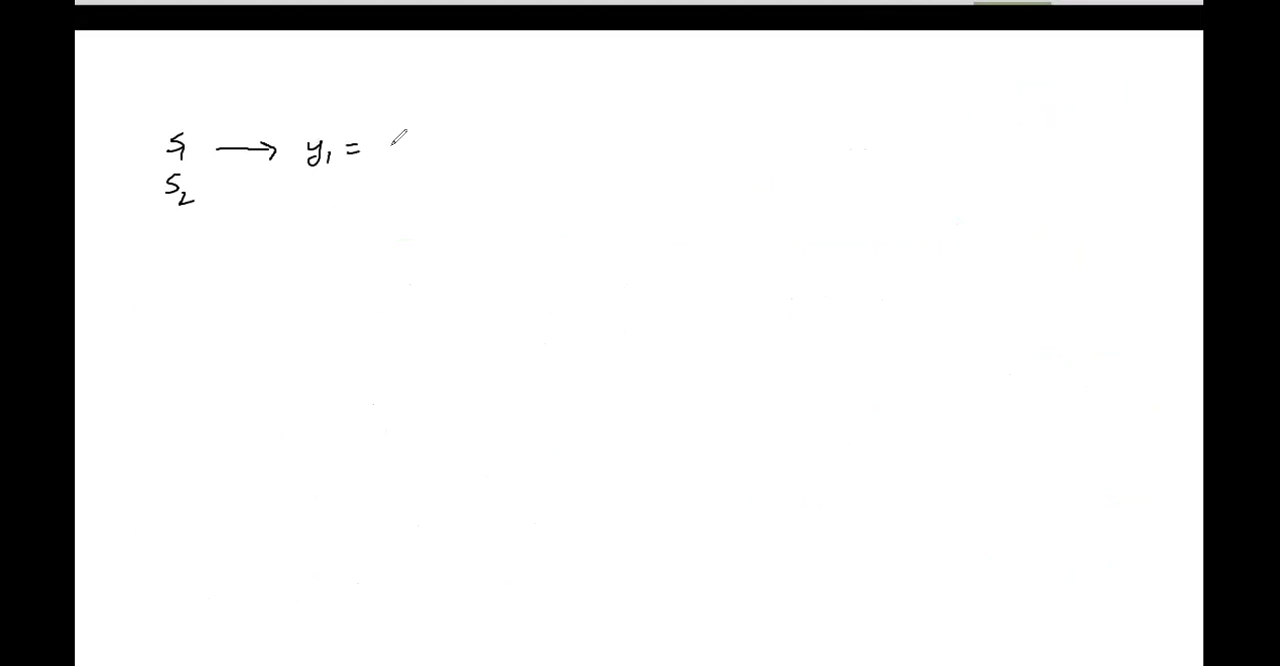 S₁ ⟶ y₁ =
S₂